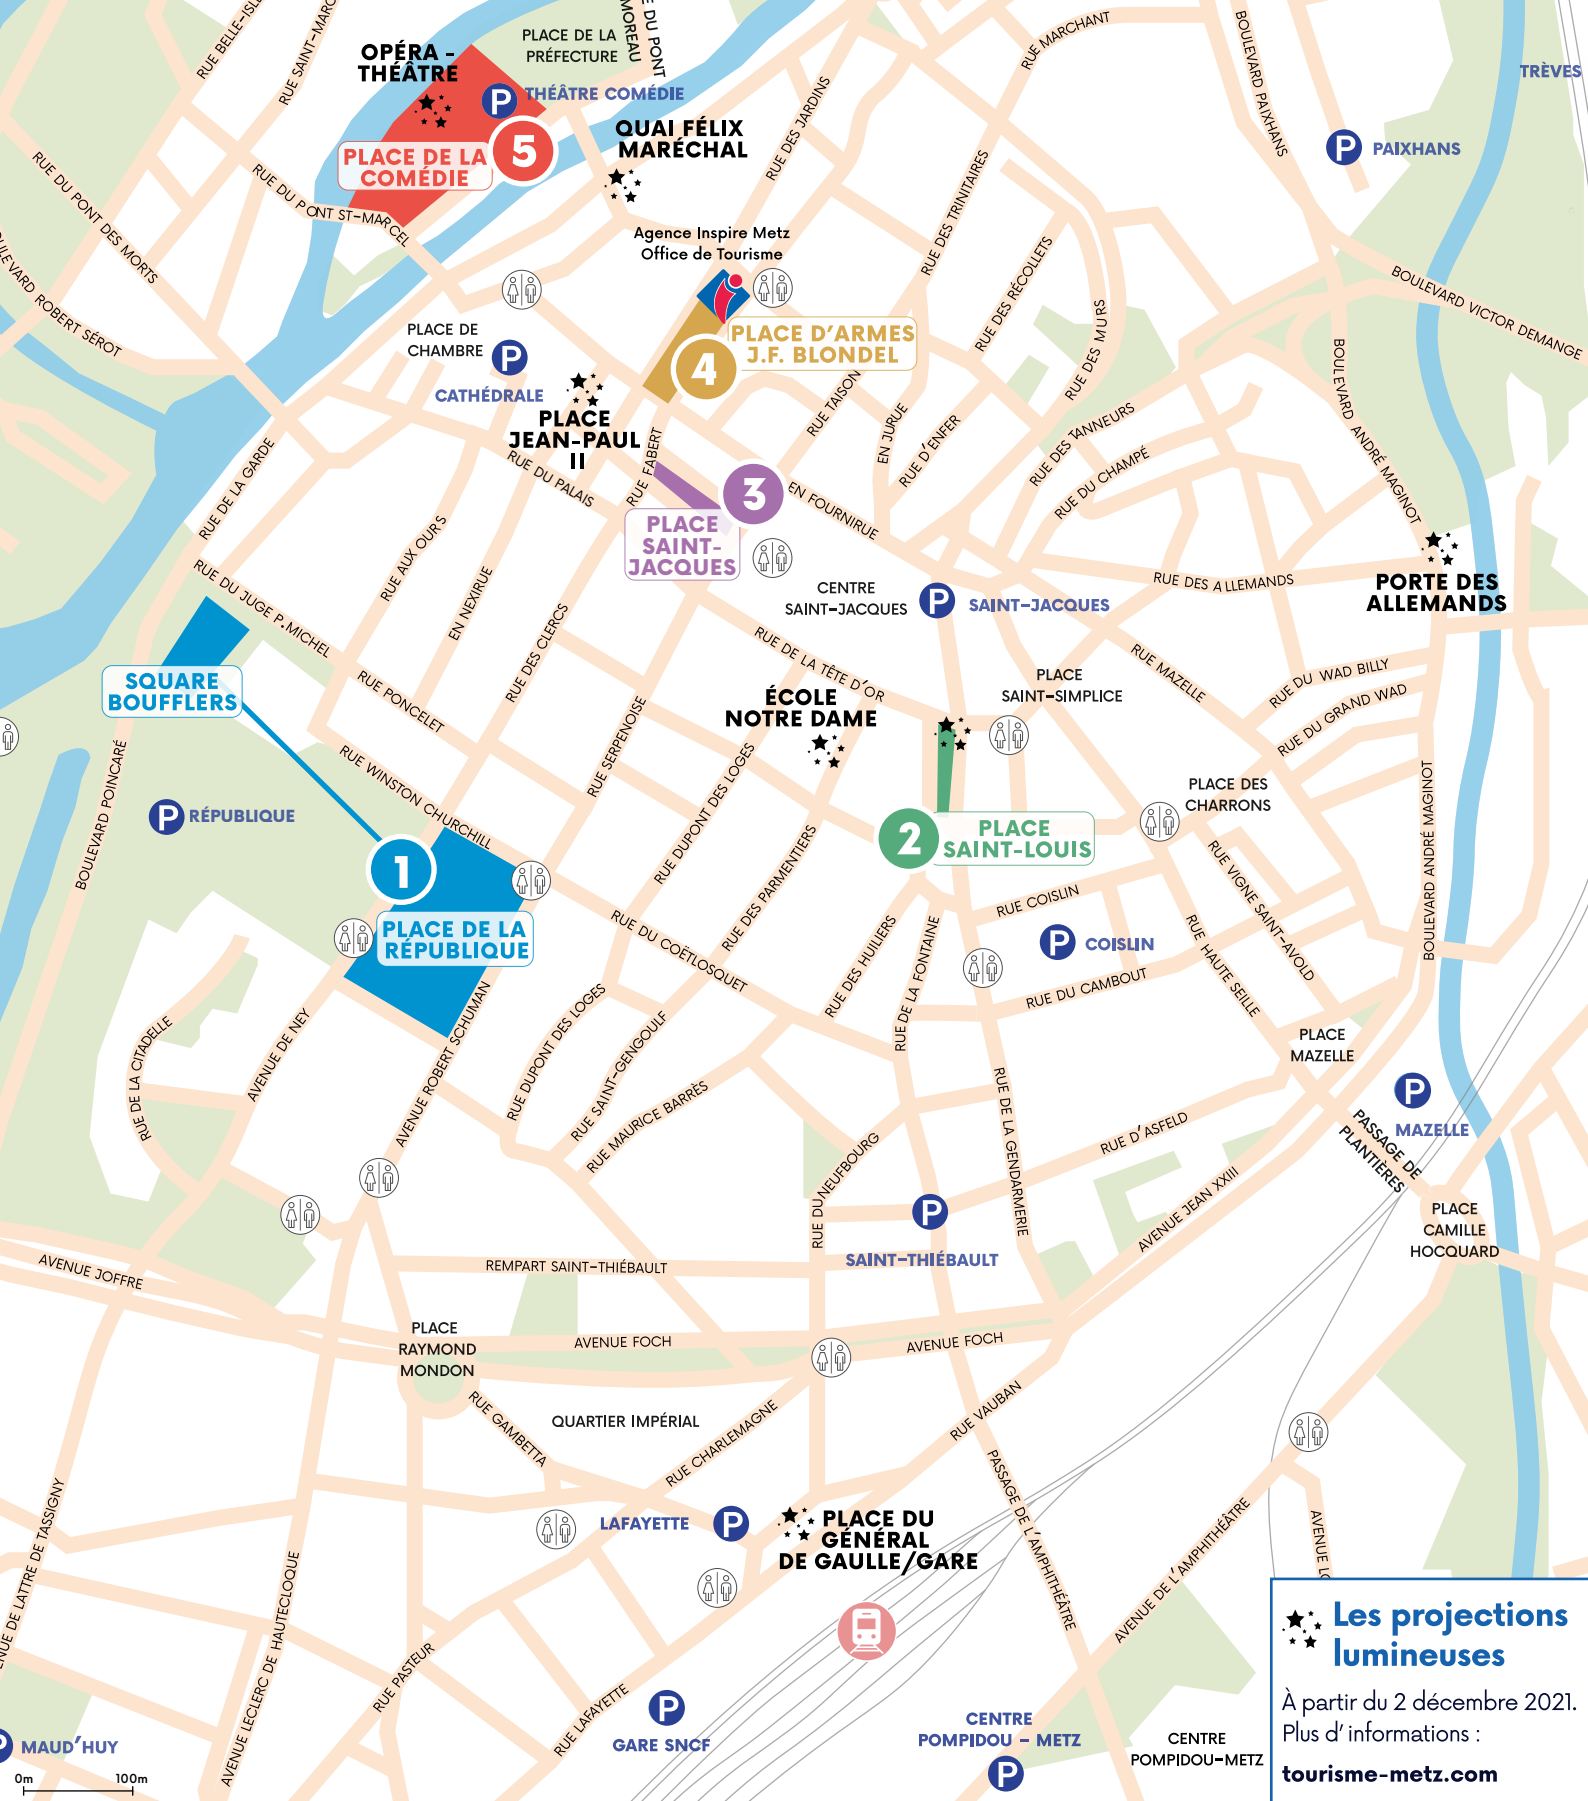 RUE BELLE-ISLE
RUE SAINT-MARC
OPÉRA -
THÉÂTRE
PLACE DE LA
PRÉFECTURE
MOREAU
DU PONT
P
THÉÂTRE COMÉDIE
PLACE DE LA
COMÉDIE
5
QUAI FÉLIX
MARÉCHAL
RUE DES JARDINS
RUE MARCHANT
BOULEVARD PAIXHANS
TRÈVES
P
PAIXHANS
RUE DU PONT DES MORTS
RUE DU PONT ST-MARCEL
BOULEVARD ROBERT SÉROT
Agence Inspire Metz
Office de Tourisme
RUE DES TRINITAIRES
RUE DES RÉCOLLETS
RUE DES MURS
BOULEVARD VICTOR DEMANGE
PLACE DE
CHAMBRE
P
CATHÉDRALE
PLACE D'ARMES
J.F. BLONDEL
4
PLACE
JEAN-PAUL
II
RUE TAISON
EN JURUE
RUE D'ENFER
RUE DES TANNEURS
RUE DU CHAMPÉ
BOULEVARD ANDRÉ MAGINOT
RUE DE LA GARDE
RUE DU PALAIS
RUE FABERT
3
PLACE
SAINT-
JACQUES
EN FOURNIRUE
RUE AUX OURS
EN NEXIRUE
RUE DES CLERCS
CENTRE
SAINT-JACQUES
P
SAINT-JACQUES
RUE DES ALLEMANDS
PORTE DES
ALLEMANDS
RUE DU JUGE P.MICHEL
RUE PONCELET
SQUARE
BOUFFLERS
RUE DE LA TÊTE D'OR
RUE MAZELLE
PLACE
SAINT-SIMPLICE
RUE DU WAD BILLY
RUE DU GRAND WAD
ÉCOLE
NOTRE DAME
RUE SERPENOISE
RUE WINSTON CHURCHILL
BOULEVARD POINCARÉ
P
RÉPUBLIQUE
RUE DUPONT DES LOGES
RUE DES PARMENTIERS
2
PLACE
SAINT-LOUIS
PLACE DES
CHARRONS
RUE VIGNE SAINT-AVOLD
BOULEVARD ANDRÉ MAGINOT
1
PLACE DE LA
RÉPUBLIQUE
RUE DU COËTLOSQUET
RUE DES HUILIERS
RUE DE LA FONTAINE
RUE COISLIN
P
COISLIN
RUE DU CAMBOUT
RUE HAUTE SEILLE
RUE DE LA CITADELLE
AVENUE DE NEY
AVENUE ROBERT SCHUMAN
RUE DUPONT DES LOGES
RUE SAINT-GENGOULF
RUE MAURICE BARRÈS
RUE DU NEUFBOURG
RUE DE LA GENDARMERIE
RUE D'ASFELD
PLACE
MAZELLE
P
MAZELLE
PASSAGE DE
PLANTIÈRES
AVENUE JEAN XXIII
P
SAINT-THIÉBAULT
PLACE
CAMILLE
HOCQUARD
AVENUE JOFFRE
REMPART SAINT-THIÉBAULT
PLACE
RAYMOND
MONDON
AVENUE FOCH
AVENUE FOCH
RUE GAMBETTA
QUARTIER IMPÉRIAL
RUE CHARLEMAGNE
RUE VAUBAN
LAFAYETTE
P
PLACE DU
GÉNÉRAL
DE GAULLE/GARE
PASSAGE DE L'AMPHITHÉÂTRE
AVENUE DE L'AMPHITHÉÂTRE
AVENUE DE LATTRE DE TASSIGNY
AVENUE LECLERC DE HAUTECLOQUE
RUE PASTEUR
RUE LAFAYETTE
P
GARE SNCF
CENTRE
POMPIDOU - METZ
P
CENTRE
POMPIDOU-METZ
AVENUE
P
MAUD'HUY
0m 100m
Les projections
lumineuses
À partir du 2 décembre 2021.
Plus d'informations :
tourisme-metz.com